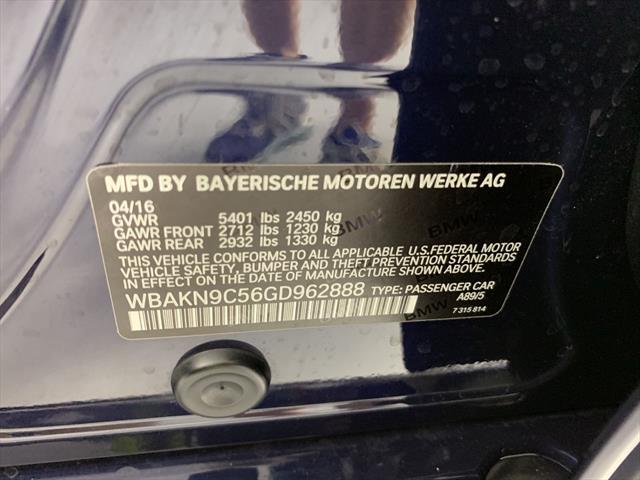 MFD BY BAYERISCHE MOTOREN WERKE AG
04/16
GVWR 5401 lbs 2450 kg
GAWR FRONT 2712 lbs 1230 kg
GAWR REAR 2932 lbs 1330 kg
THIS VEHICLE CONFORMS TO ALL APPLICABLE U.S.FEDERAL MOTOR
VEHICLE SAFETY, BUMPER AND THEFT PREVENTION STANDARDS
IN EFFECT ON THE DATE OF MANUFACTURE SHOWN ABOVE.
WBAKN9C56GD962888 TYPE: PASSENGER CAR
A89/5
7 315 814
BMW
BMW
BMW